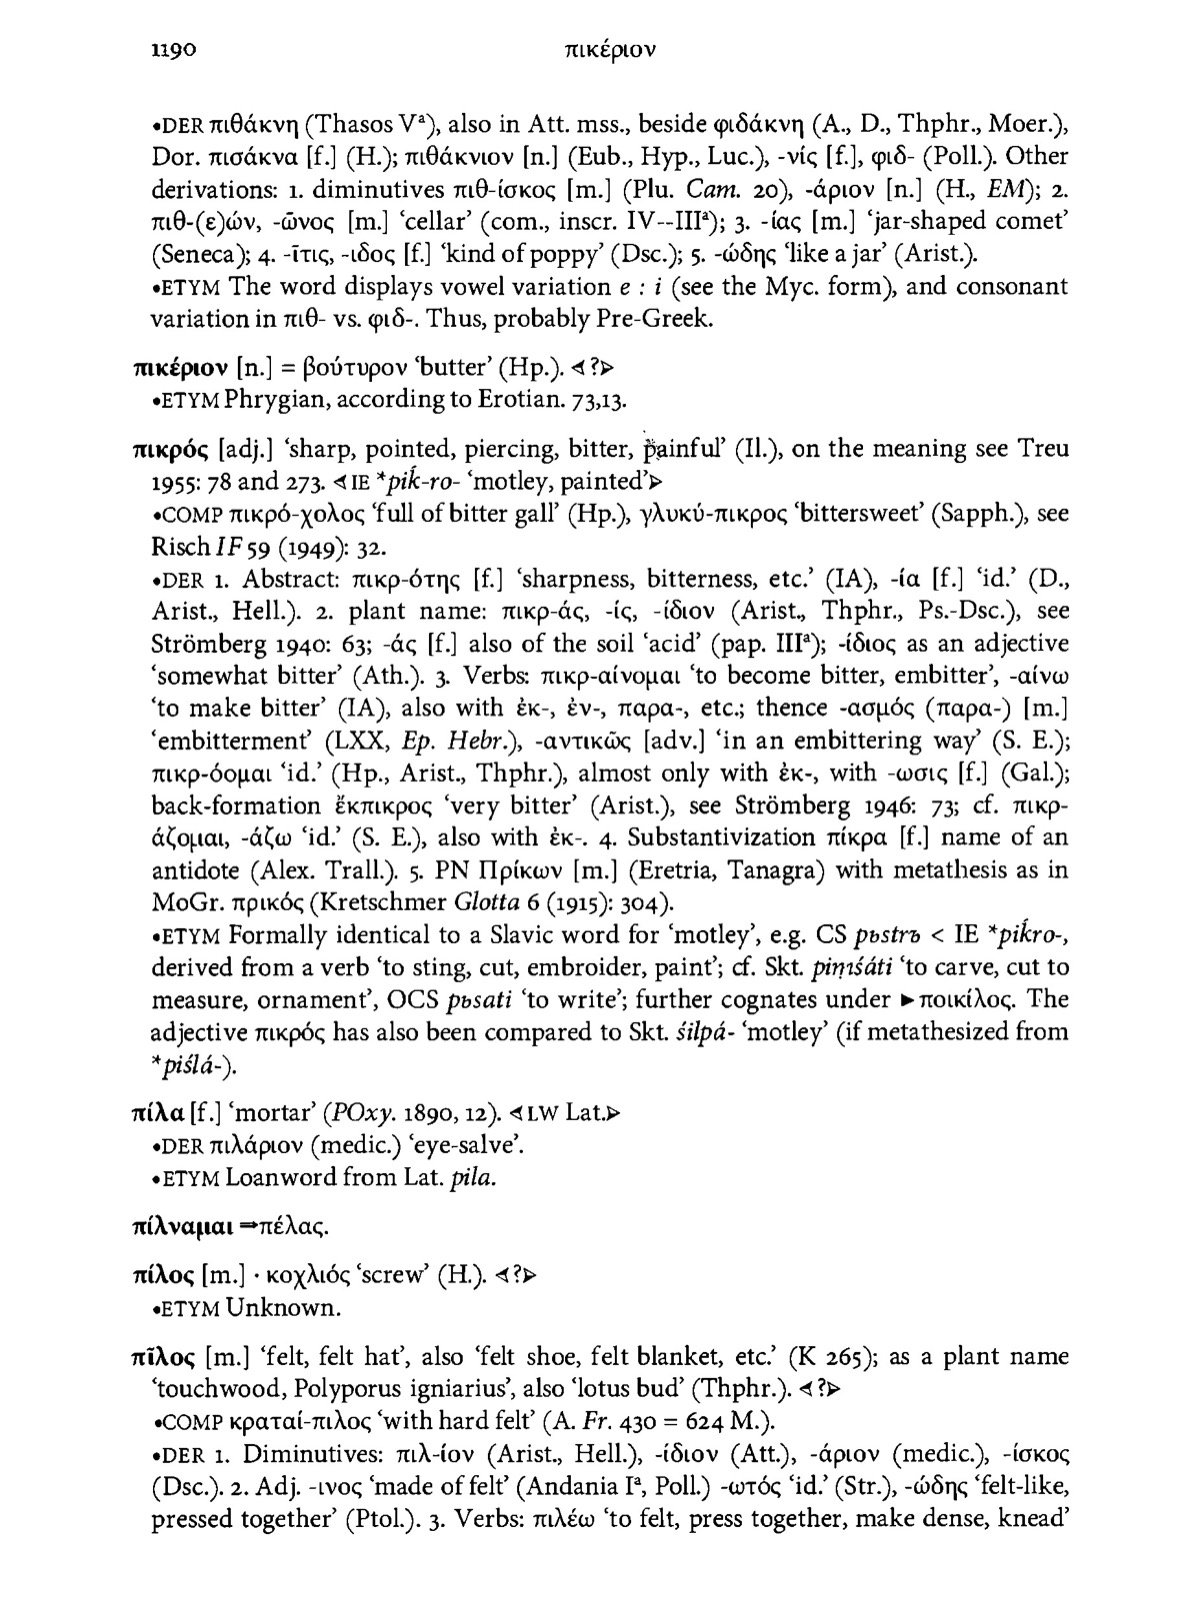 1190 πικέριον
•DER πιθάκνη (Thasos Vᵃ), also in Att. mss., beside φιδάκνη (A., D., Thphr., Moer.),
Dor. πισάκνα [f.] (H.); πιθάκνιον [n.] (Eub., Hyp., Luc.), -νίς [f.], φιδ- (Poll.). Other
derivations: 1. diminutives πιθ-ίσκος [m.] (Plu. Cam. 20), -άριον [n.] (H., EM); 2.
πιθ-(ε)ών, -ῶνος [m.] ‘cellar’ (com., inscr. IV--IIIᵃ); 3. -ίας [m.] ‘jar-shaped comet’
(Seneca); 4. -ῖτις, -ιδος [f.] ‘kind of poppy’ (Dsc.); 5. -ώδης ‘like a jar’ (Arist.).
•ETYM The word displays vowel variation e : i (see the Myc. form), and consonant
variation in πιθ- vs. φιδ-. Thus, probably Pre-Greek.
πικέριον [n.] = βούτυρον ‘butter’ (Hp.). ⊲?⊳
•ETYM Phrygian, according to Erotian. 73,13.
πικρός [adj.] ‘sharp, pointed, piercing, bitter, painful’ (Il.), on the meaning see Treu
1955: 78 and 273. ⊲IE *piḱ-ro- ‘motley, painted’⊳
•COMP πικρό-χολος ‘full of bitter gall’ (Hp.), γλυκύ-πικρος ‘bittersweet’ (Sapph.), see
Risch IF 59 (1949): 32.
•DER 1. Abstract: πικρ-ότης [f.] ‘sharpness, bitterness, etc.’ (IA), -ία [f.] ‘id.’ (D.,
Arist., Hell.). 2. plant name: πικρ-άς, -ίς, -ίδιον (Arist., Thphr., Ps.-Dsc.), see
Strömberg 1940: 63; -άς [f.] also of the soil ‘acid’ (pap. IIIᵃ); -ίδιος as an adjective
‘somewhat bitter’ (Ath.). 3. Verbs: πικρ-αίνομαι ‘to become bitter, embitter’, -αίνω
‘to make bitter’ (IA), also with ἐκ-, ἐν-, παρα-, etc.; thence -ασμός (παρα-) [m.]
‘embitterment’ (LXX, Ep. Hebr.), -αντικῶς [adv.] ‘in an embittering way’ (S. E.);
πικρ-όομαι ‘id.’ (Hp., Arist., Thphr.), almost only with ἐκ-, with -ωσις [f.] (Gal.);
back-formation ἔκπικρος ‘very bitter’ (Arist.), see Strömberg 1946: 73; cf. πικρ-
άζομαι, -άζω ‘id.’ (S. E.), also with ἐκ-. 4. Substantivization πίκρα [f.] name of an
antidote (Alex. Trall.). 5. PN Πρίκων [m.] (Eretria, Tanagra) with metathesis as in
MoGr. πρικός (Kretschmer Glotta 6 (1915): 304).
•ETYM Formally identical to a Slavic word for ‘motley’, e.g. CS pьstrъ < IE *piḱro-,
derived from a verb ‘to sting, cut, embroider, paint’; cf. Skt. piṃśáti ‘to carve, cut to
measure, ornament’, OCS pьsati ‘to write’; further cognates under ►ποικίλος. The
adjective πικρός has also been compared to Skt. śilpá- ‘motley’ (if metathesized from
*piślá-).
πίλα [f.] ‘mortar’ (POxy. 1890, 12). ⊲LW Lat.⊳
•DER πιλάριον (medic.) ‘eye-salve’.
•ETYM Loanword from Lat. pila.
πίλναμαι ⇒πέλας.
πίλος [m.] · κοχλιός ‘screw’ (H.). ⊲?⊳
•ETYM Unknown.
πῖλος [m.] ‘felt, felt hat’, also ‘felt shoe, felt blanket, etc.’ (Κ 265); as a plant name
‘touchwood, Polyporus igniarius’, also ‘lotus bud’ (Thphr.). ⊲?⊳
•COMP κραταί-πιλος ‘with hard felt’ (A. Fr. 430 = 624 M.).
•DER 1. Diminutives: πιλ-ίον (Arist., Hell.), -ίδιον (Att.), -άριον (medic.), -ίσκος
(Dsc.). 2. Adj. -ινος ‘made of felt’ (Andania Iᵃ, Poll.) -ωτός ‘id.’ (Str.), -ώδης ‘felt-like,
pressed together’ (Ptol.). 3. Verbs: πιλέω ‘to felt, press together, make dense, knead’